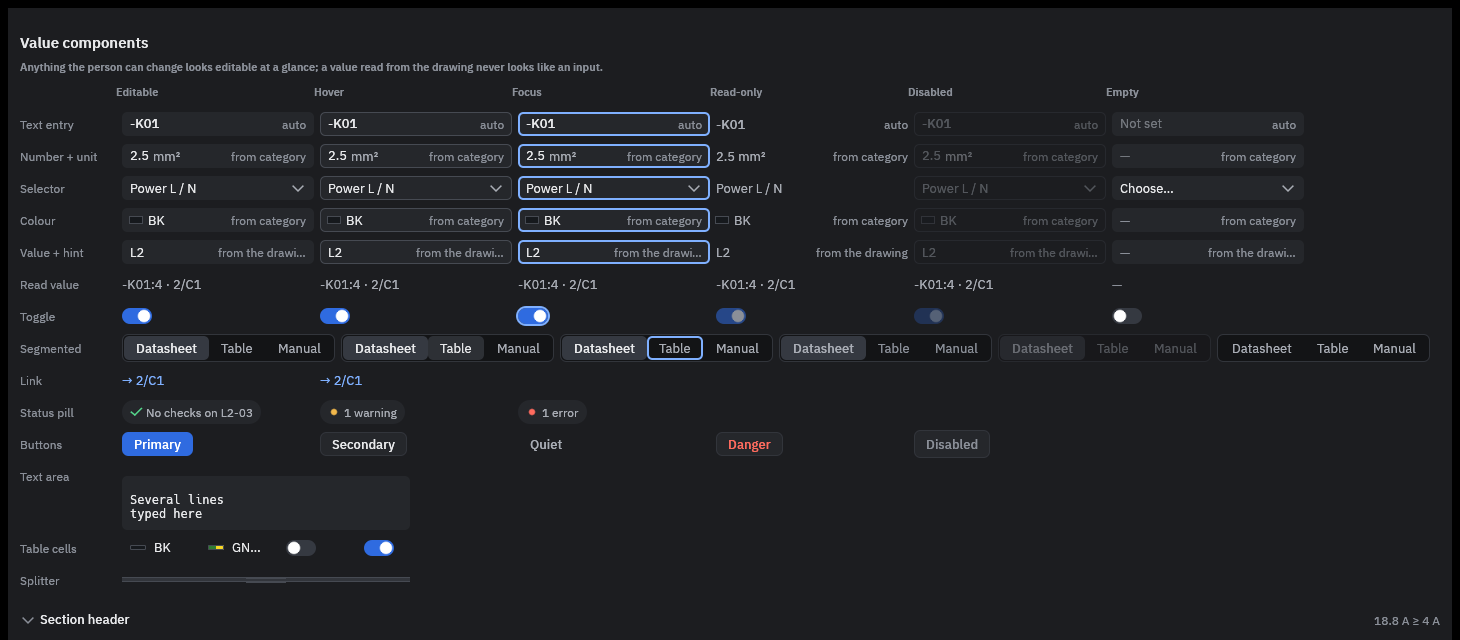 Value components
Anything the person can change looks editable at a glance; a value read from the drawing never looks like an input.
Editable Hover Focus Read-only Disabled Empty
Text entry -K01 auto -K01 auto -K01 auto -K01 auto -K01 auto Not set auto
Number + unit 2.5 mm² from category 2.5 mm² from category 2.5 mm² from category 2.5 mm² from category 2.5 mm² from category — from category
Selector Power L / N Power L / N Power L / N Power L / N Power L / N Choose...
Colour BK from category BK from category BK from category BK from category BK from category — from category
Value + hint L2 from the drawi... L2 from the drawi... L2 from the drawi... L2 from the drawing L2 from the drawi... — from the drawi...
Read value -K01:4 · 2/C1 -K01:4 · 2/C1 -K01:4 · 2/C1 -K01:4 · 2/C1 -K01:4 · 2/C1 —
Toggle
Segmented Datasheet Table Manual Datasheet Table Manual Datasheet Table Manual Datasheet Table Manual Datasheet Table Manual Datasheet Table Manual
Link → 2/C1 → 2/C1
Status pill No checks on L2-03 1 warning 1 error
Buttons Primary Secondary Quiet Danger Disabled
Text area
Several lines
typed here
Table cells BK GN...
Splitter
Section header 18.8 A ≥ 4 A